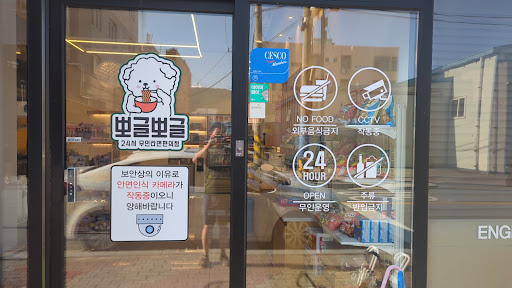 뽀글뽀글
24시 무인라면편의점
보안상의 이유로
안면인식 카메라가
작동중이오니
양해바랍니다
CESCO
Members
NO FOOD
외부음식금지
CCTV
작동중
24
HOUR
OPEN
무인운영
주류
반입금지
ENG